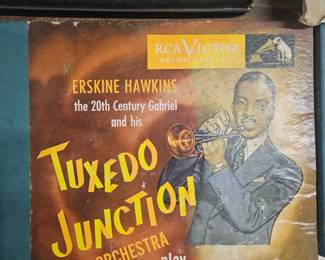 RCA VICTOR
ERSKINE HAWKINS
the 20th Century Gabriel
and his
TUXEDO
JUNCTION
ORCHESTRA
play